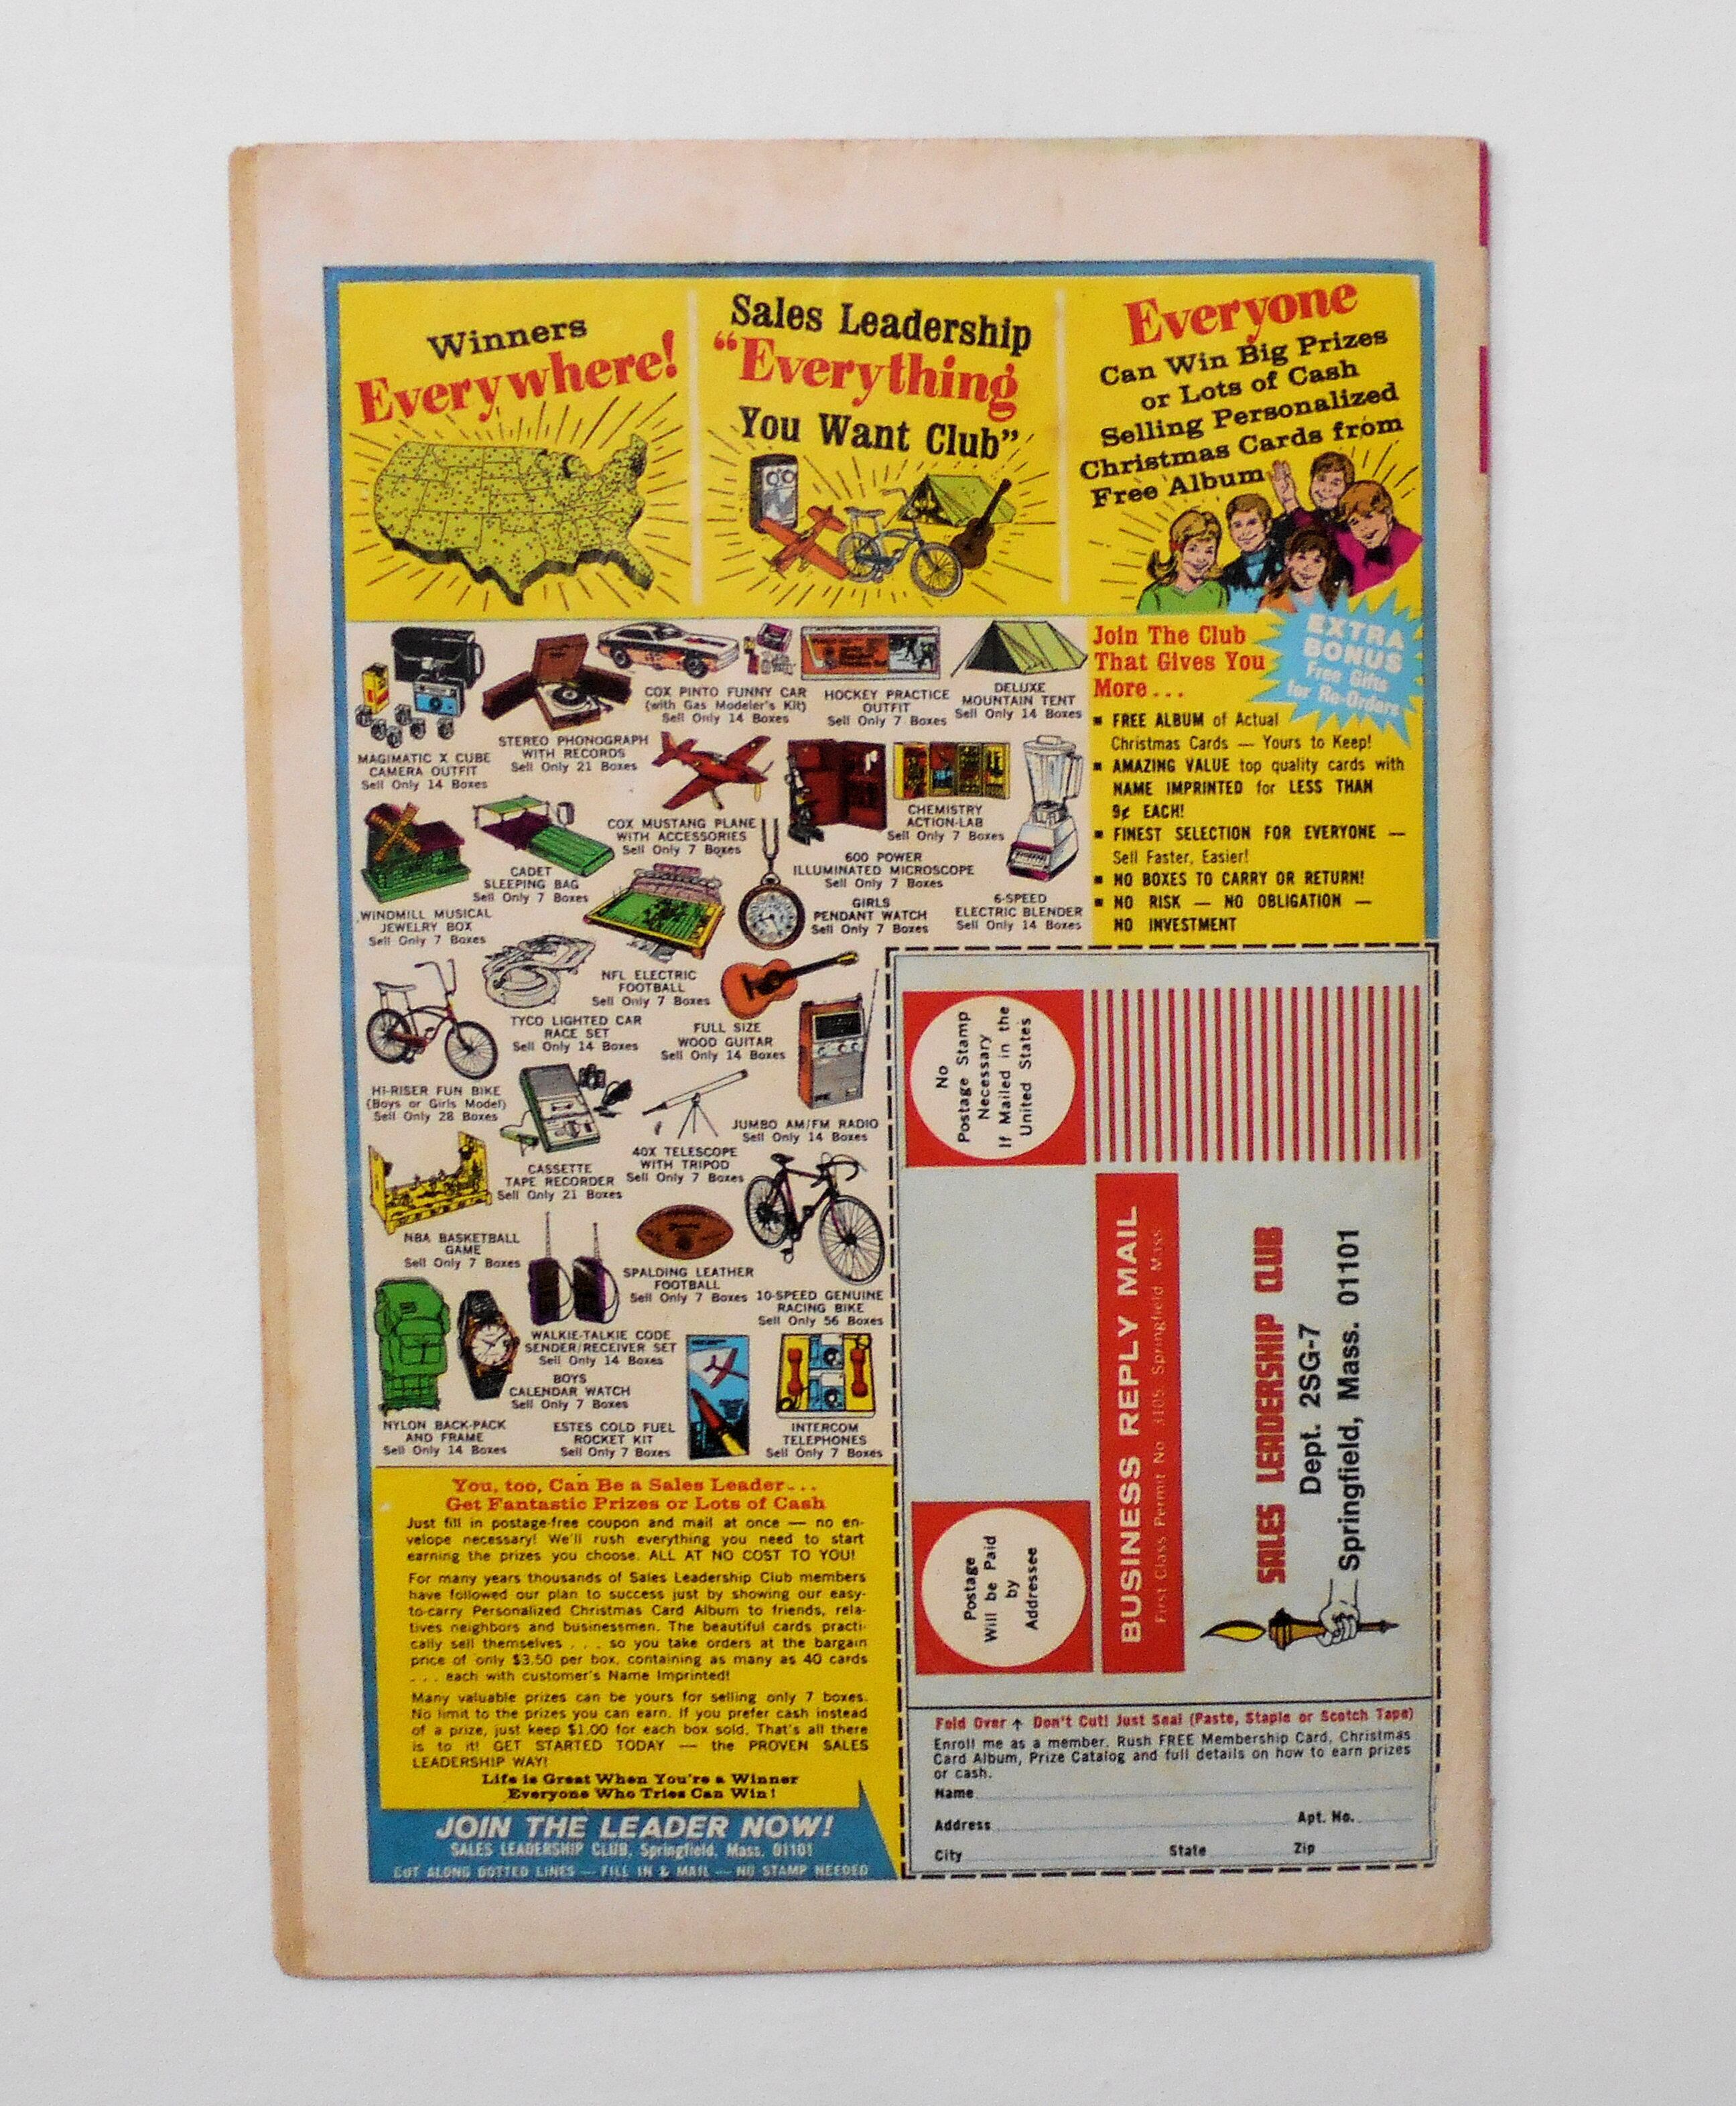 Winners
Everywhere!
Sales Leadership
"Everything
You Want Club"
Everyone
Can Win Big Prizes
or Lots of Cash
Selling Personalized
Christmas Cards from
Free Album
EXTRA
BONUS
Free Gifts
for Re-Orders
Join The Club
That Gives You
More...
■ FREE ALBUM of Actual
Christmas Cards — Yours to Keep!
■ AMAZING VALUE top quality cards with
NAME IMPRINTED for LESS THAN
9¢ EACH!
■ FINEST SELECTION FOR EVERYONE —
Sell Faster, Easier!
■ NO BOXES TO CARRY OR RETURN!
■ NO RISK — NO OBLIGATION —
NO INVESTMENT
MAGIMATIC X CUBE
CAMERA OUTFIT
Sell Only 14 Boxes
STEREO PHONOGRAPH
WITH RECORDS
Sell Only 21 Boxes
COX PINTO FUNNY CAR
(with Gas Modeler's Kit)
Sell Only 14 Boxes
HOCKEY PRACTICE
OUTFIT
Sell Only 7 Boxes
DELUXE
MOUNTAIN TENT
Sell Only 14 Boxes
WINDMILL MUSICAL
JEWELRY BOX
Sell Only 7 Boxes
CADET
SLEEPING BAG
Sell Only 7 Boxes
COX MUSTANG PLANE
WITH ACCESSORIES
Sell Only 7 Boxes
600 POWER
ILLUMINATED MICROSCOPE
Sell Only 7 Boxes
CHEMISTRY
ACTION-LAB
Sell Only 7 Boxes
6-SPEED
ELECTRIC BLENDER
Sell Only 14 Boxes
GIRLS
PENDANT WATCH
Sell Only 7 Boxes
NFL ELECTRIC
FOOTBALL
Sell Only 7 Boxes
HI-RISER FUN BIKE
(Boys or Girls Model)
Sell Only 28 Boxes
TYCO LIGHTED CAR
RACE SET
Sell Only 14 Boxes
FULL SIZE
WOOD GUITAR
Sell Only 14 Boxes
JUMBO AM/FM RADIO
Sell Only 14 Boxes
CASSETTE
TAPE RECORDER
Sell Only 21 Boxes
40X TELESCOPE
WITH TRIPOD
Sell Only 7 Boxes
NBA BASKETBALL
GAME
Sell Only 7 Boxes
SPALDING LEATHER
FOOTBALL
Sell Only 7 Boxes
10-SPEED GENUINE
RACING BIKE
Sell Only 56 Boxes
WALKIE-TALKIE CODE
SENDER/RECEIVER SET
Sell Only 14 Boxes
BOYS
CALENDAR WATCH
Sell Only 7 Boxes
NYLON BACK-PACK
AND FRAME
Sell Only 14 Boxes
ESTES COLD FUEL
ROCKET KIT
Sell Only 7 Boxes
INTERCOM
TELEPHONES
Sell Only 7 Boxes
You, too, Can Be a Sales Leader...
Get Fantastic Prizes or Lots of Cash
Just fill in postage-free coupon and mail at once — no en-
velope necessary! We'll rush everything you need to start
earning the prizes you choose. ALL AT NO COST TO YOU!
For many years thousands of Sales Leadership Club members
have followed our plan to success just by showing our easy-
to-carry Personalized Christmas Card Album to friends, rela-
tives neighbors and businessmen. The beautiful cards practi-
cally sell themselves . . . so you take orders at the bargain
price of only $3.50 per box, containing as many as 40 cards
. . . each with customer's Name Imprinted!
Many valuable prizes can be yours for selling only 7 boxes.
No limit to the prizes you can earn. If you prefer cash instead
of a prize, just keep $1.00 for each box sold. That's all there
is to it! GET STARTED TODAY — the PROVEN SALES
LEADERSHIP WAY!
Life is Great When You're a Winner
Everyone Who Tries Can Win!
JOIN THE LEADER NOW!
SALES LEADERSHIP CLUB, Springfield, Mass. 01101
CUT ALONG DOTTED LINES — FILL IN & MAIL — NO STAMP NEEDED
No
Postage Stamp
Necessary
If Mailed in the
United States
Postage
Will be Paid
by
Addressee
BUSINESS REPLY MAIL
First Class Permit No 3105 Springfield Mass
SALES LEADERSHIP CLUB
Dept. 2SG-7
Springfield, Mass. 01101
Fold Over ↑ Don't Cut! Just Seal (Paste, Staple or Scotch Tape)
Enroll me as a member. Rush FREE Membership Card, Christmas
Card Album, Prize Catalog and full details on how to earn prizes
or cash.
Name
Address Apt. No.
City State Zip